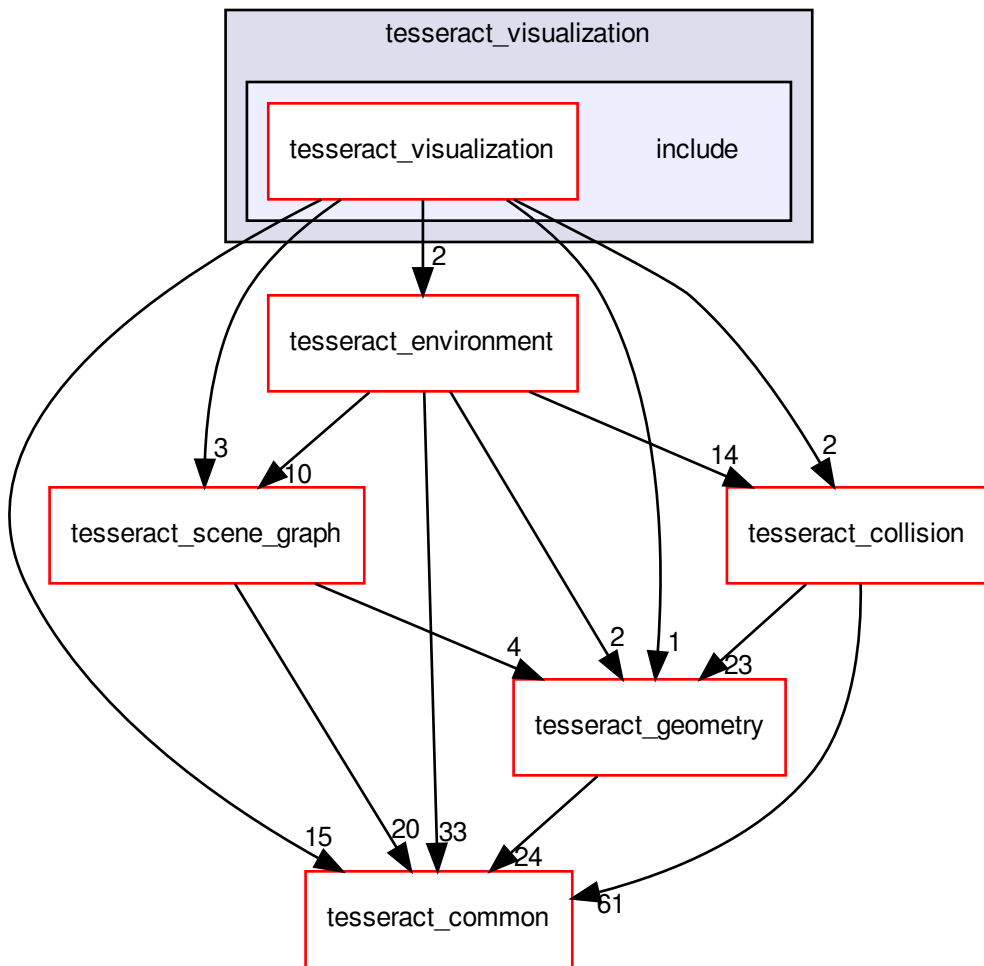 tesseract_visualization
tesseract_visualization
include
2
tesseract_environment
3
10
14
2
tesseract_scene_graph
tesseract_collision
4
2
1
23
tesseract_geometry
15
20
33
24
61
tesseract_common